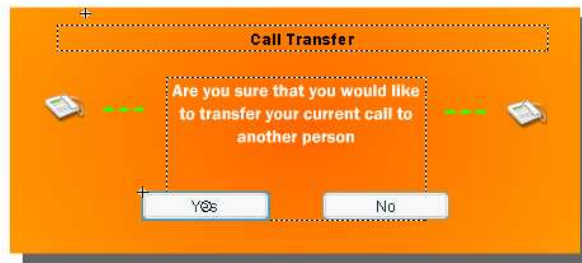 Call Transfer
Are you sure that you would like
to transfer your current call to
another person
Yes
No